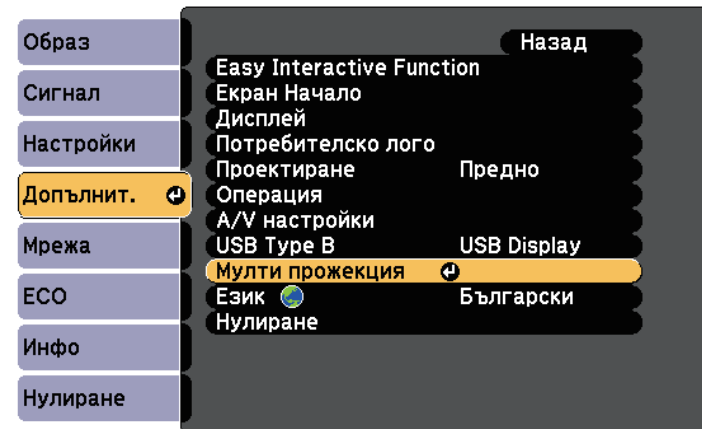 Образ
Сигнал
Настройки
Допълнит.
Мрежа
ECO
Инфо
Нулиране
Назад
Easy Interactive Function
Екран Начало
Дисплей
Потребителско лого
Проектиране Предно
Операция
A/V настройки
USB Type B USB Display
Мулти прожекция
Език Български
Нулиране